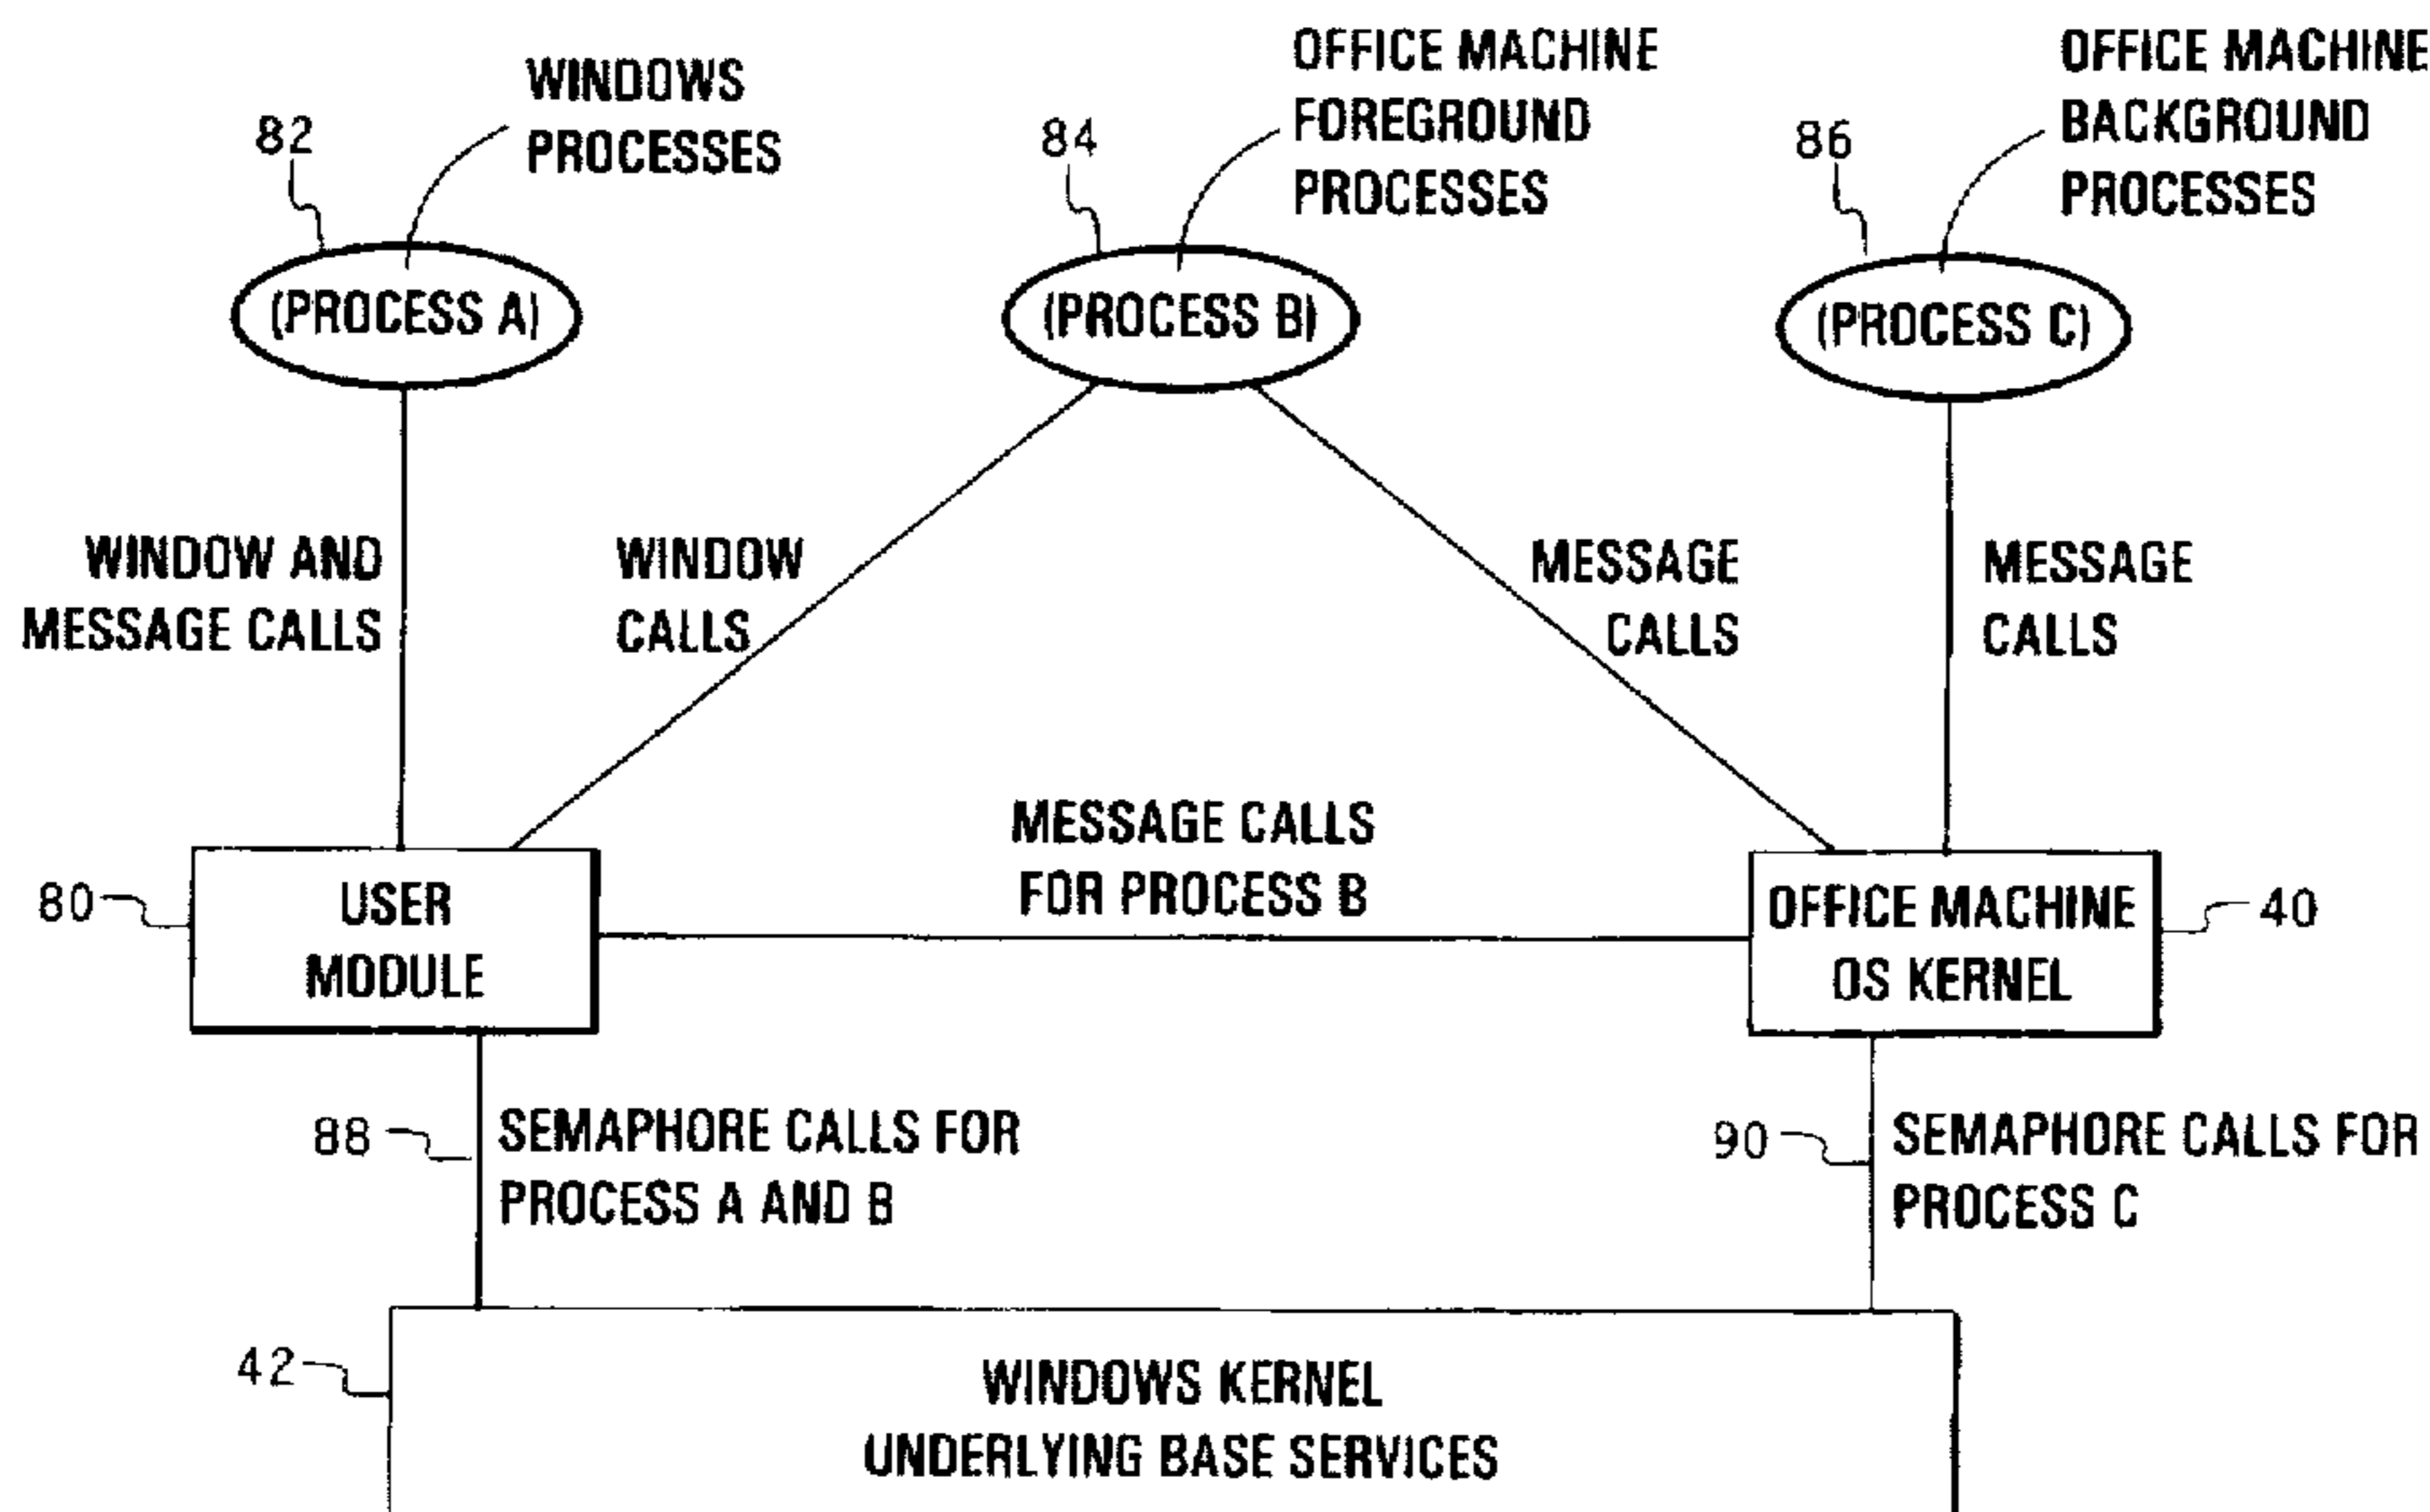 WINDOWS
PROCESSES
82
(PROCESS A)
OFFICE MACHINE
FOREGROUND
PROCESSES
84
(PROCESS B)
OFFICE MACHINE
BACKGROUND
PROCESSES
86
(PROCESS C)
WINDOW AND
MESSAGE CALLS
WINDOW
CALLS
MESSAGE
CALLS
MESSAGE
CALLS
80
USER
MODULE
MESSAGE CALLS
FOR PROCESS B
OFFICE MACHINE
OS KERNEL
40
88
SEMAPHORE CALLS FOR
PROCESS A AND B
90
SEMAPHORE CALLS FOR
PROCESS C
42
WINDOWS KERNEL
UNDERLYING BASE SERVICES